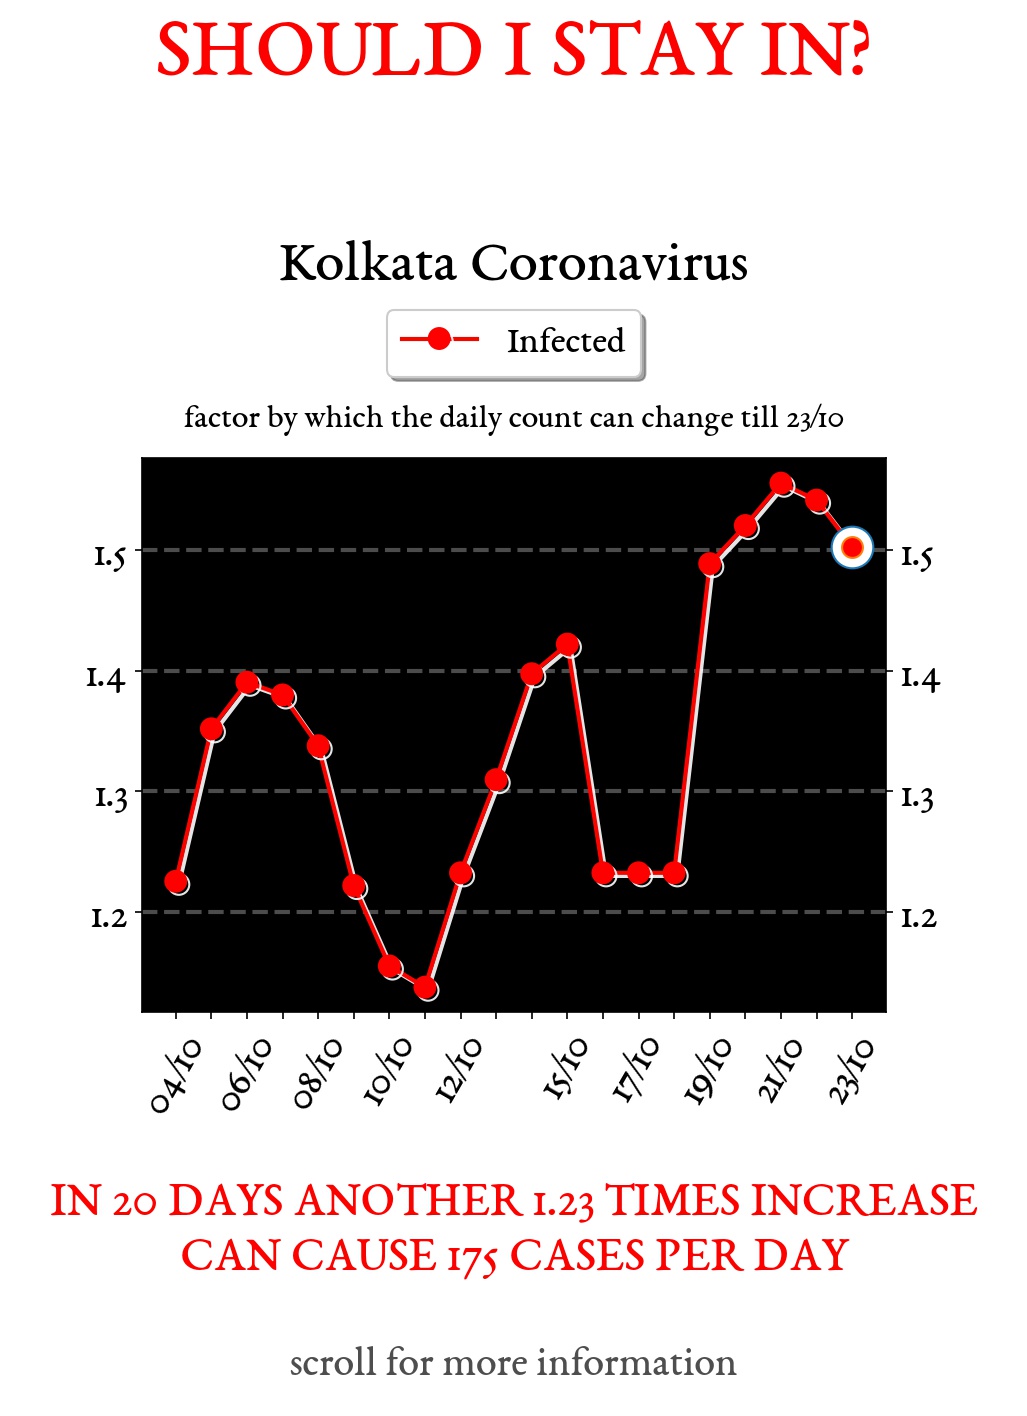 SHOULD I STAY IN?
Kolkata Coronavirus
Infected
factor by which the daily count can change till 23/10
1.5 1.5
1.4 1.4
1.3 1.3
1.2 1.2
04/10 06/10 08/10 10/10 12/10 15/10 17/10 19/10 21/10 23/10
IN 20 DAYS ANOTHER 1.23 TIMES INCREASE
CAN CAUSE 175 CASES PER DAY
scroll for more information